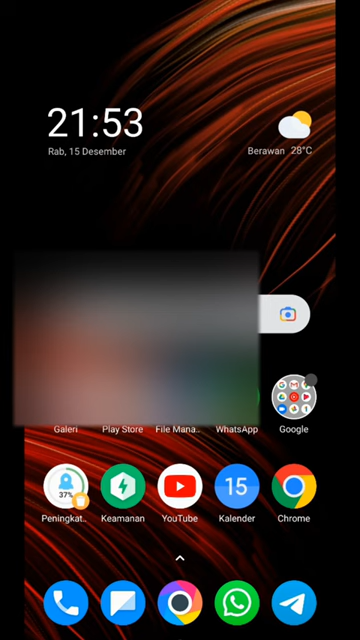 21:53
Rab, 15 Desember
Berawan 28°C
Galeri
Play Store
File Mana..
WhatsApp
Google
37%
Peningkat..
Keamanan
YouTube
15
Kalender
Chrome